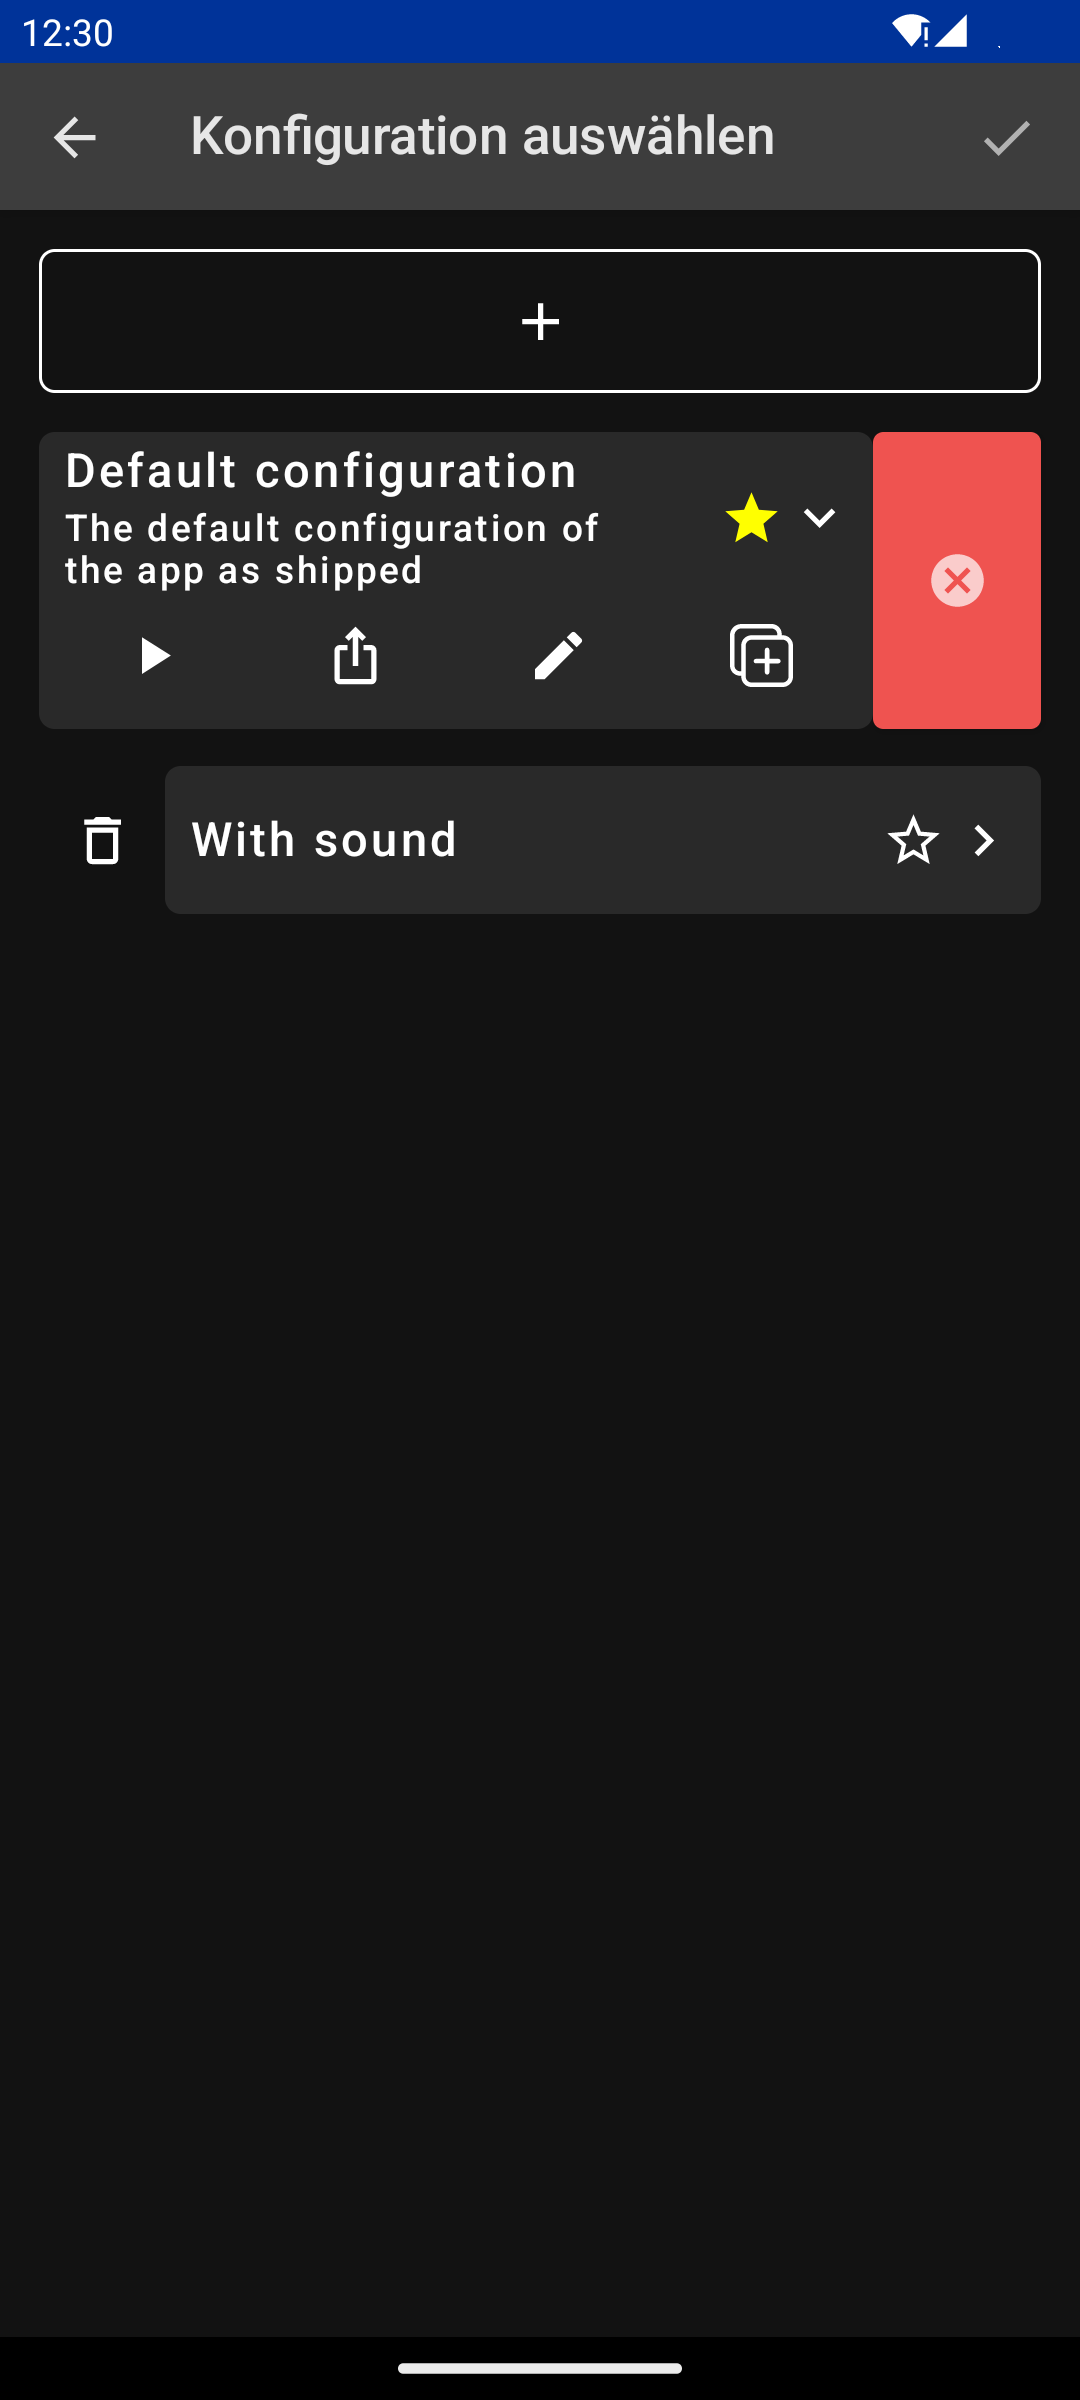 12:30
Konfiguration auswählen
Default configuration
The default configuration of
the app as shipped
With sound